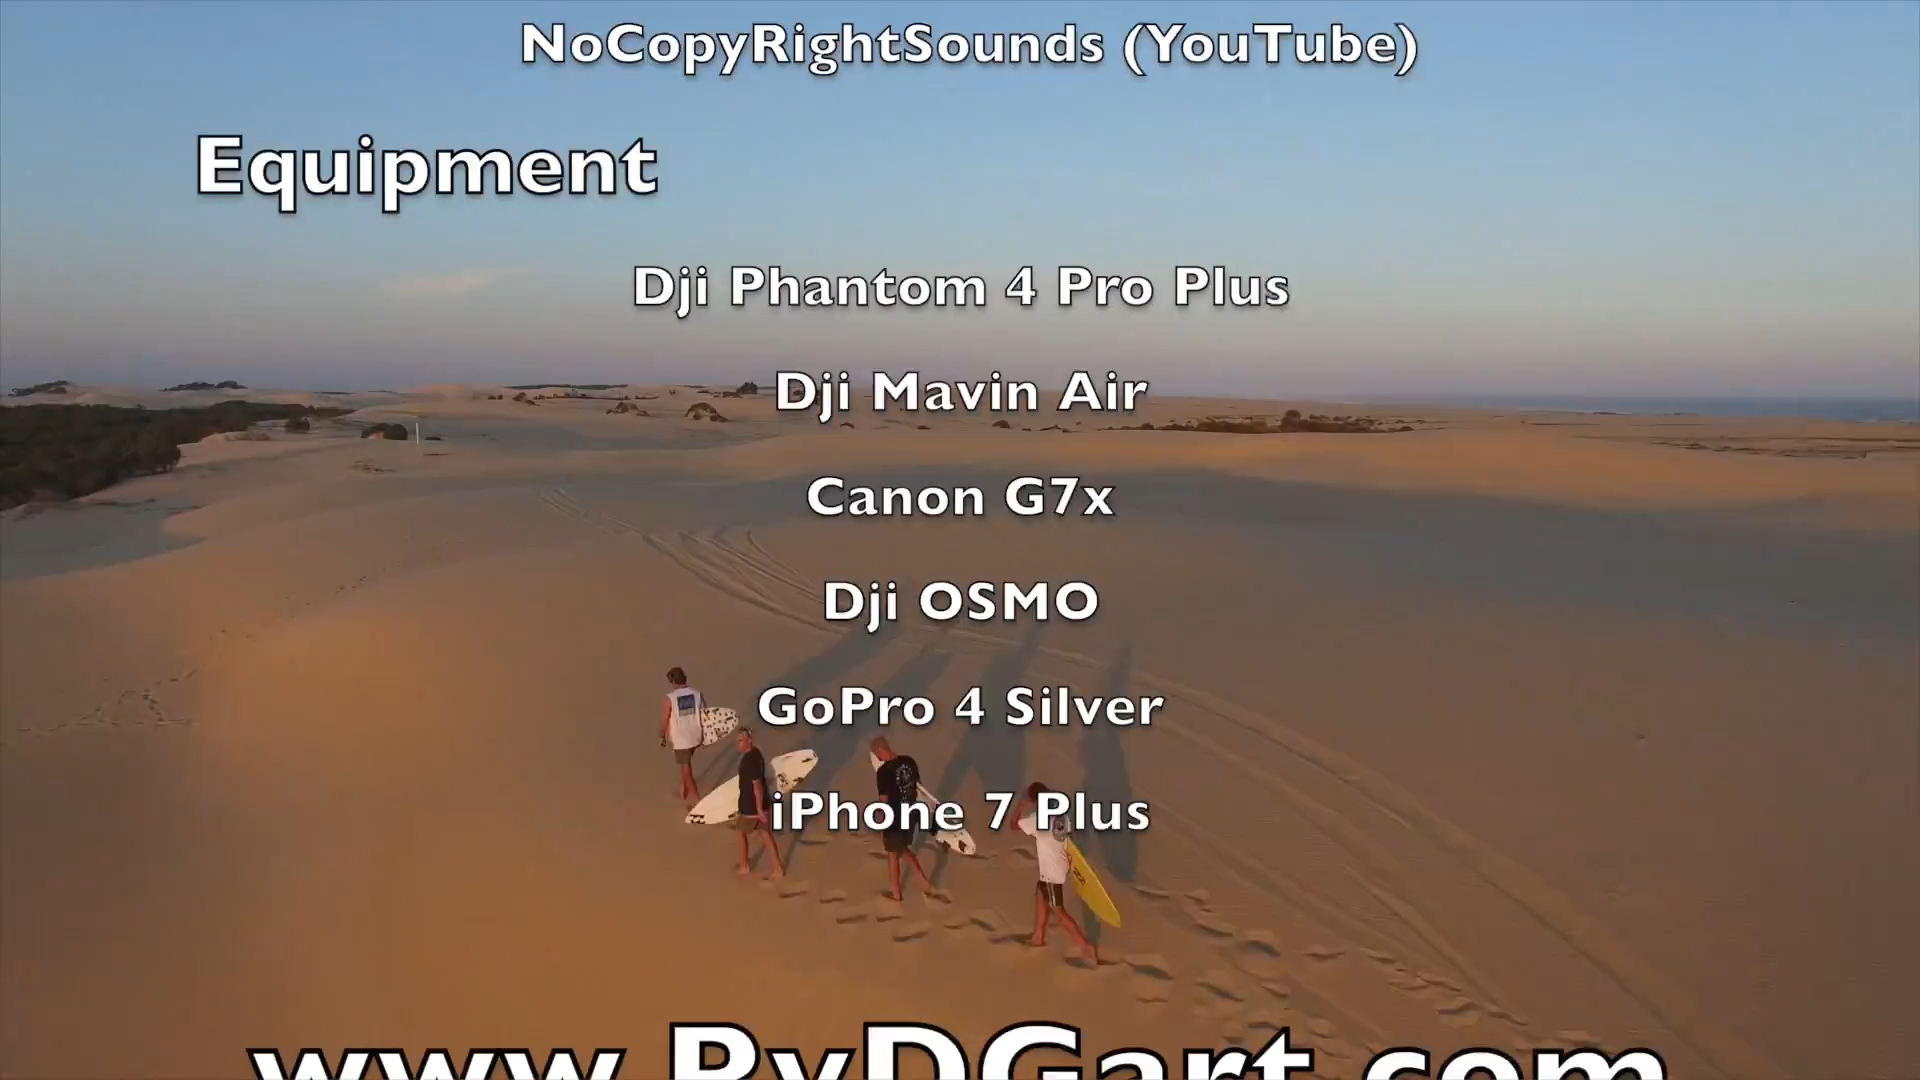 NoCopyRightSounds (YouTube)
Equipment
Dji Phantom 4 Pro Plus
Dji Mavin Air
Canon G7x
Dji OSMO
GoPro 4 Silver
iPhone 7 Plus